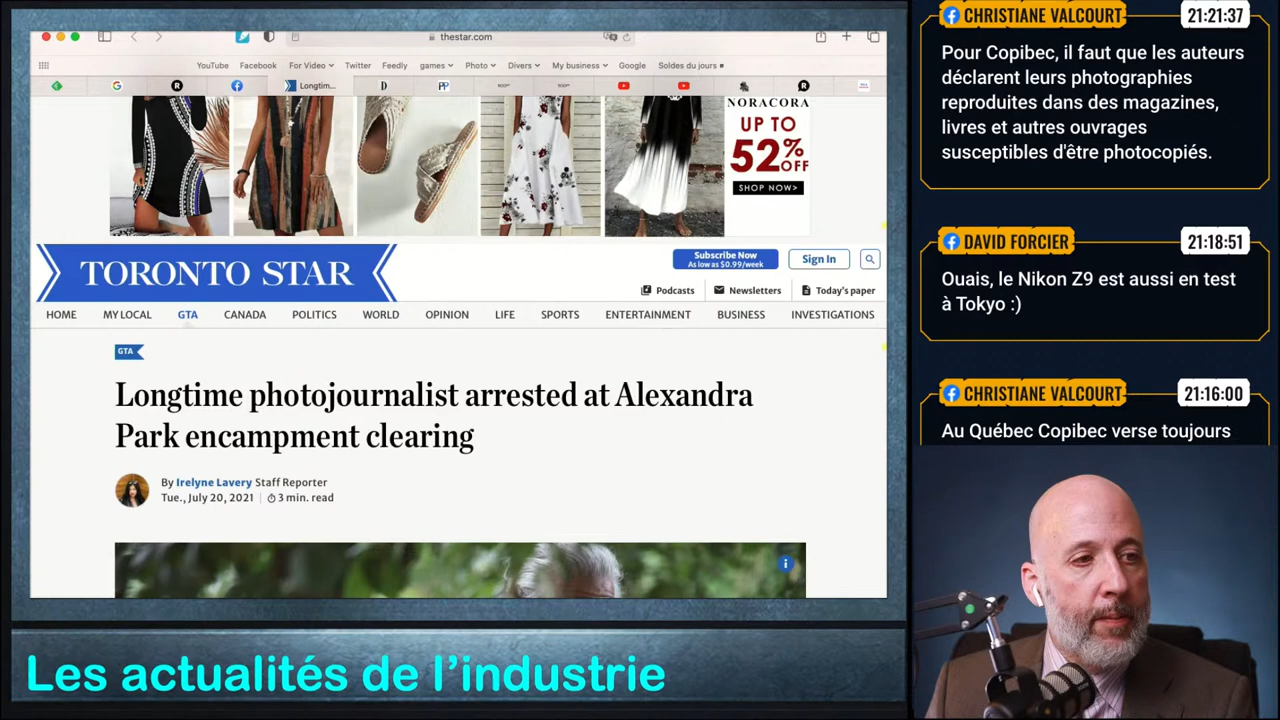 thestar.com
YouTube Facebook For Video Twitter Feedly games Photo Divers My business Google Soldes du jours
Longtim...
NORACORA
UP TO
52% OFF
SHOP NOW>
TORONTO STAR
Subscribe Now
As low as $0.99/week
Sign In
Podcasts Newsletters Today's paper
HOME MY LOCAL GTA CANADA POLITICS WORLD OPINION LIFE SPORTS ENTERTAINMENT BUSINESS INVESTIGATIONS
GTA
Longtime photojournalist arrested at Alexandra
Park encampment clearing
By Irelyne Lavery Staff Reporter
Tue., July 20, 2021 3 min. read
Les actualités de l'industrie
CHRISTIANE VALCOURT 21:21:37
Pour Copibec, il faut que les auteurs
déclarent leurs photographies
reproduites dans des magazines,
livres et autres ouvrages
susceptibles d'être photocopiés.
DAVID FORCIER 21:18:51
Ouais, le Nikon Z9 est aussi en test
à Tokyo :)
CHRISTIANE VALCOURT 21:16:00
Au Québec Copibec verse toujours